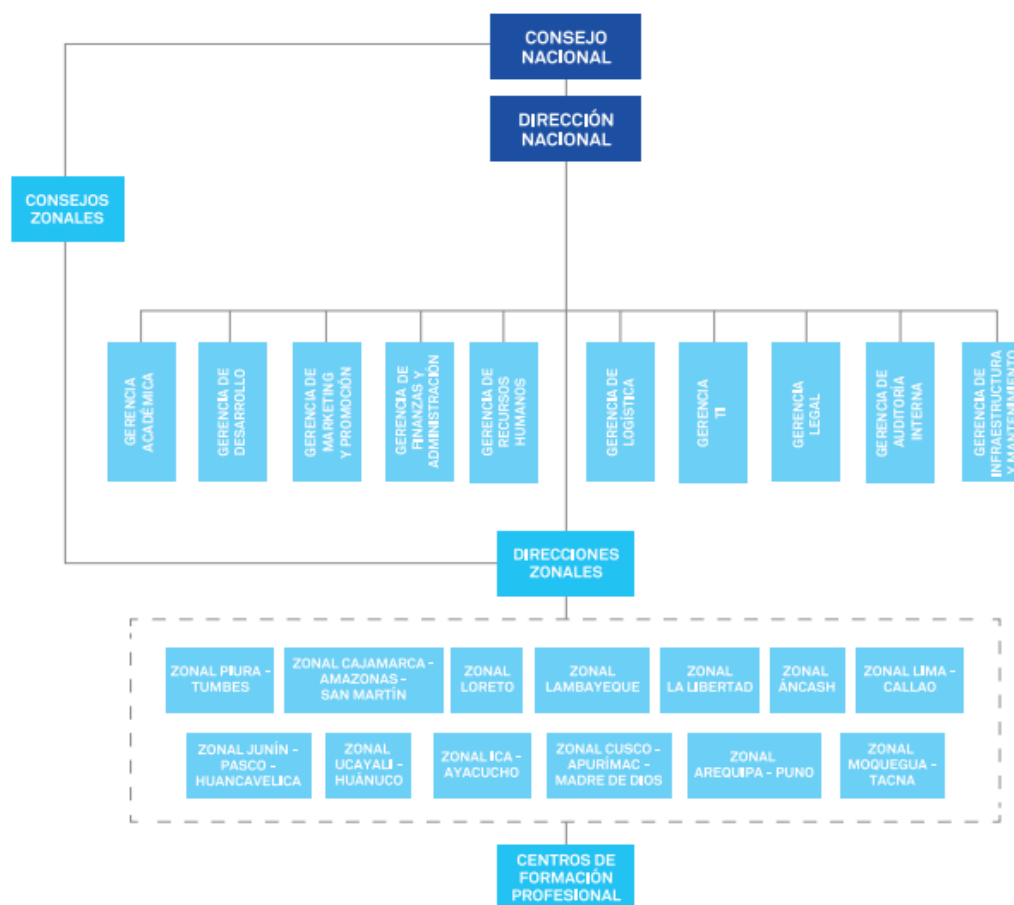 CONSEJO
NACIONAL
DIRECCIÓN
NACIONAL
CONSEJOS
ZONALES
GERENCIA
ACADÉMICA
GERENCIA DE
DESARROLLO
GERENCIA DE
MARKETING
Y PROMOCIÓN
GERENCIA DE
FINANZAS Y
ADMINISTRACIÓN
GERENCIA DE
RECURSOS
HUMANOS
GERENCIA DE
LOGÍSTICA
GERENCIA
TI
GERENCIA
LEGAL
GERENCIA DE
AUDITORÍA
INTERNA
GERENCIA DE
INFRAESTRUCTURA
Y MANTENIMIENTO
DIRECCIONES
ZONALES
ZONAL PIURA –
TUMBES
ZONAL CAJAMARCA –
AMAZONAS –
SAN MARTÍN
ZONAL
LORETO
ZONAL
LAMBAYEQUE
ZONAL
LA LIBERTAD
ZONAL
ÁNCASH
ZONAL LIMA –
CALLAO
ZONAL JUNÍN –
PASCO –
HUANCAVELICA
ZONAL
UCAYALI –
HUÁNUCO
ZONAL ICA –
AYACUCHO
ZONAL CUSCO –
APURÍMAC –
MADRE DE DIOS
ZONAL
AREQUIPA – PUNO
ZONAL
MOQUEGUA –
TACNA
CENTROS DE
FORMACIÓN
PROFESIONAL